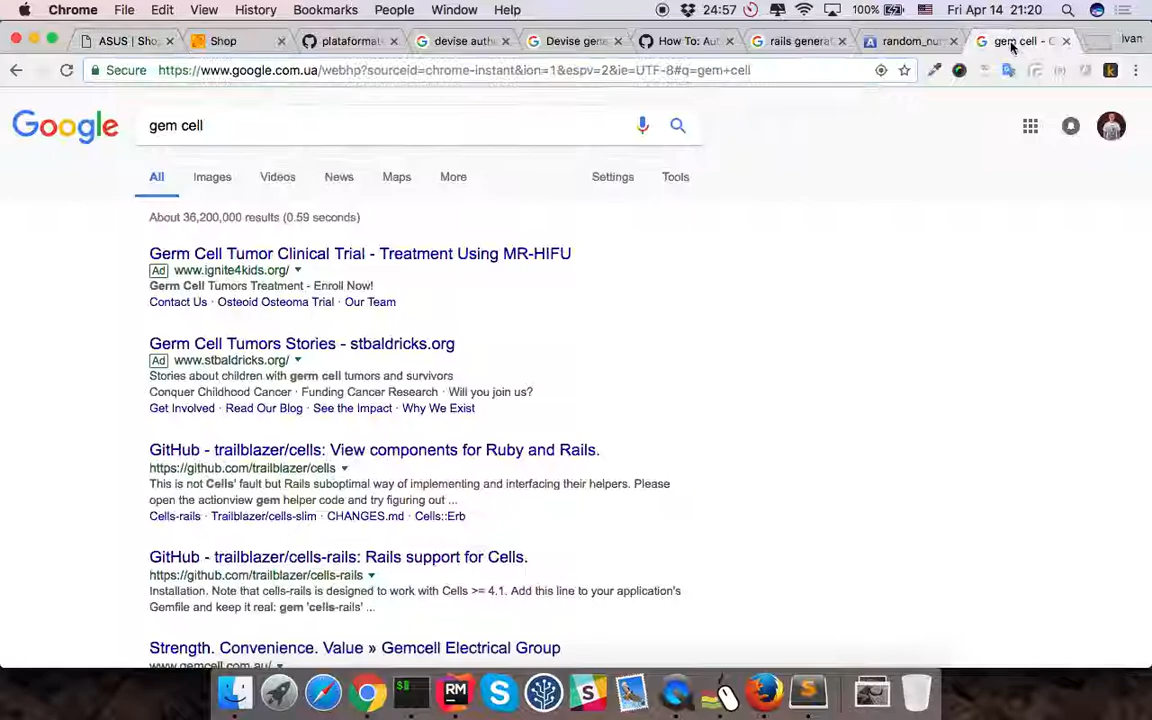 Chrome File Edit View History Bookmarks People Window Help 24:57 100% Fri Apr 14 21:20
ASUS | Sho Shop plataformat devise auth Devise gene How To: Aut rails generat random_num gem cell - G Ivan
Secure https://www.google.com.ua/webhp?sourceid=chrome-instant&ion=1&espv=2&ie=UTF-8#q=gem+cell
Google gem cell
All Images Videos News Maps More Settings Tools
About 36,200,000 results (0.59 seconds)
Germ Cell Tumor Clinical Trial - Treatment Using MR-HIFU
Ad www.ignite4kids.org/
Germ Cell Tumors Treatment - Enroll Now!
Contact Us · Osteoid Osteoma Trial · Our Team
Germ Cell Tumors Stories - stbaldricks.org
Ad www.stbaldricks.org/
Stories about children with germ cell tumors and survivors
Conquer Childhood Cancer · Funding Cancer Research · Will you join us?
Get Involved · Read Our Blog · See the Impact · Why We Exist
GitHub - trailblazer/cells: View components for Ruby and Rails.
https://github.com/trailblazer/cells
This is not Cells' fault but Rails suboptimal way of implementing and interfacing their helpers. Please
open the actionview gem helper code and try figuring out ...
Cells-rails · Trailblazer/cells-slim · CHANGES.md · Cells::Erb
GitHub - trailblazer/cells-rails: Rails support for Cells.
https://github.com/trailblazer/cells-rails
Installation. Note that cells-rails is designed to work with Cells >= 4.1. Add this line to your application's
Gemfile and keep it real: gem 'cells-rails' ...
Strength. Convenience. Value » Gemcell Electrical Group
www.gemcell.com.au/